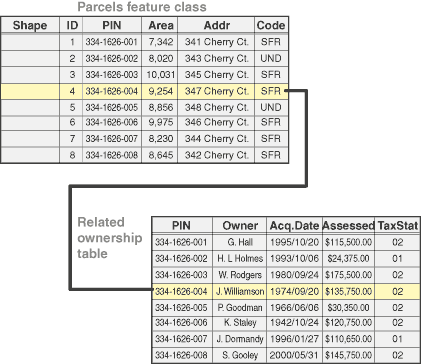 Parcels feature class
Shape ID PIN Area Addr Code
1 334-1626-001 7,342 341 Cherry Ct. SFR
2 334-1626-002 8,020 343 Cherry Ct. UND
3 334-1626-003 10,031 345 Cherry Ct. SFR
4 334-1626-004 9,254 347 Cherry Ct. SFR
5 334-1626-005 8,856 348 Cherry Ct. UND
6 334-1626-006 9,975 346 Cherry Ct. SFR
7 334-1626-007 8,230 344 Cherry Ct. SFR
8 334-1626-008 8,645 342 Cherry Ct. SFR
Related
ownership
table
PIN Owner Acq.Date Assessed TaxStat
334-1626-001 G. Hall 1995/10/20 $115,500.00 02
334-1626-002 H. L Holmes 1993/10/06 $24,375.00 01
334-1626-003 W. Rodgers 1980/09/24 $175,500.00 02
334-1626-004 J. Williamson 1974/09/20 $135,750.00 02
334-1626-005 P. Goodman 1966/06/06 $30,350.00 02
334-1626-006 K. Staley 1942/10/24 $120,750.00 02
334-1626-007 J. Dormandy 1996/01/27 $110,650.00 01
334-1626-008 S. Gooley 2000/05/31 $145,750.00 02